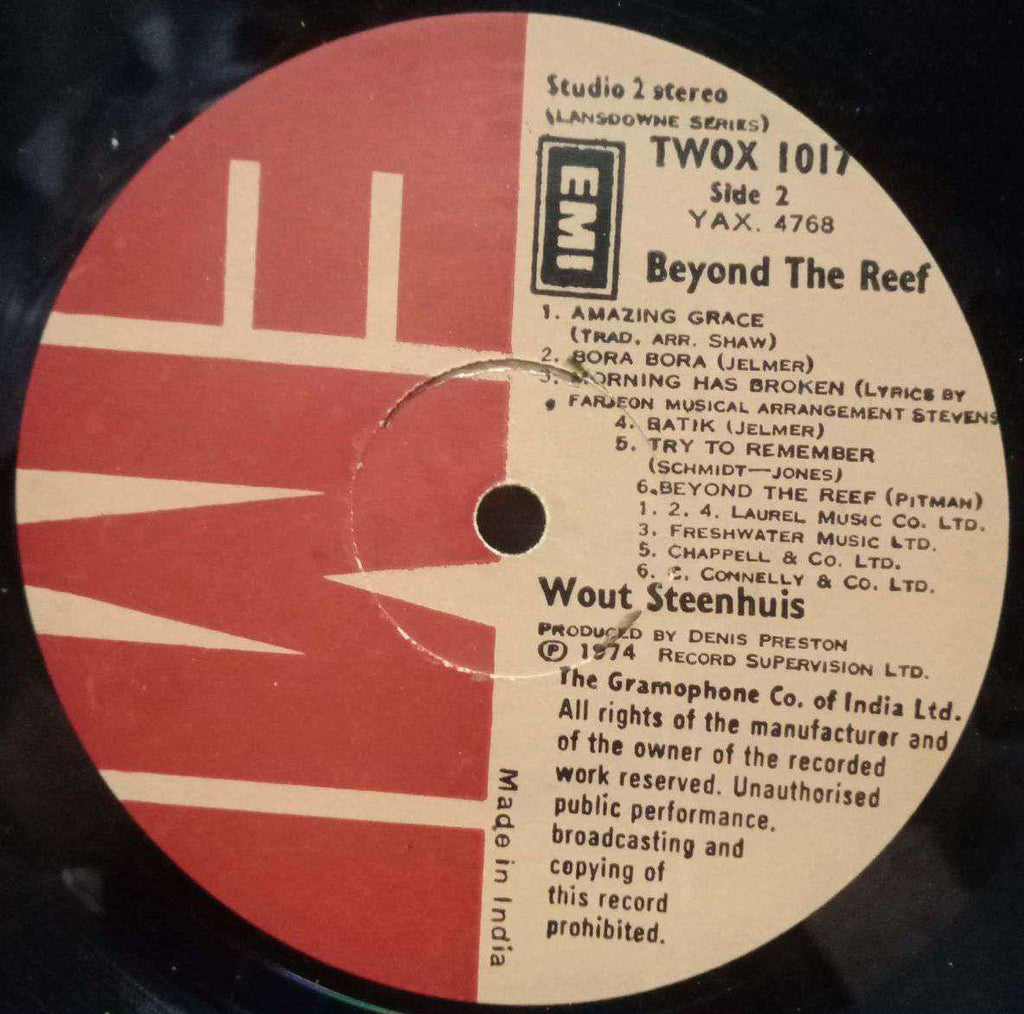 Studio 2 stereo
(LANSDOWNE SERIES)
EMI
TWOX 1017
Side 2
YAX. 4768
Beyond The Reef
1. AMAZING GRACE
(TRAD. ARR. SHAW)
2. BORA BORA (JELMER)
3. MORNING HAS BROKEN (LYRICS BY
FARJEON MUSICAL ARRANGEMENT STEVENS
4. BATIK (JELMER)
5. TRY TO REMEMBER
(SCHMIDT—JONES)
6. BEYOND THE REEF (PITMAN)
1. 2. 4. LAUREL MUSIC CO. LTD.
3. FRESHWATER MUSIC LTD.
5. CHAPPELL & CO. LTD.
6. C. CONNELLY & CO. LTD.
Wout Steenhuis
PRODUCED BY DENIS PRESTON
Ⓟ 1974 RECORD SUPERVISION LTD.
The Gramophone Co. of India Ltd.
All rights of the manufacturer and
of the owner of the recorded
work reserved. Unauthorised
public performance.
broadcasting and
copying of
this record
prohibited.
Made in India
EMI